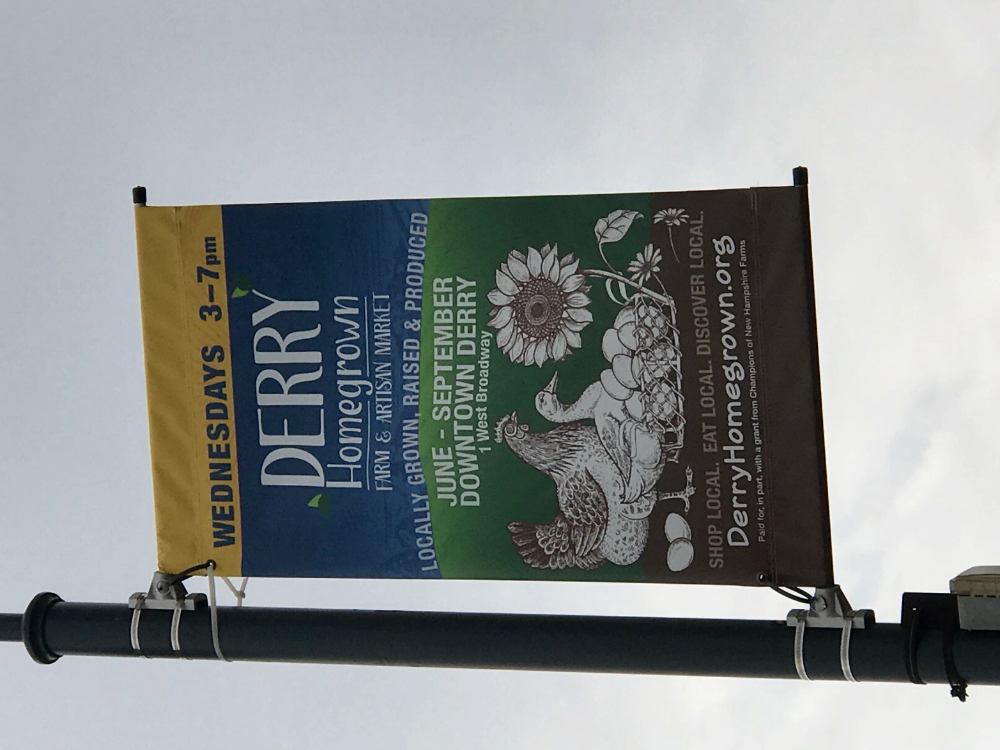 WEDNESDAYS 3–7pm
DERRY
Homegrown
FARM & ARTISAN MARKET
LOCALLY GROWN, RAISED & PRODUCED
JUNE - SEPTEMBER
DOWNTOWN DERRY
1 West Broadway
SHOP LOCAL. EAT LOCAL. DISCOVER LOCAL.
DerryHomegrown.org
Paid for, in part, with a grant from Champions of New Hampshire Farms